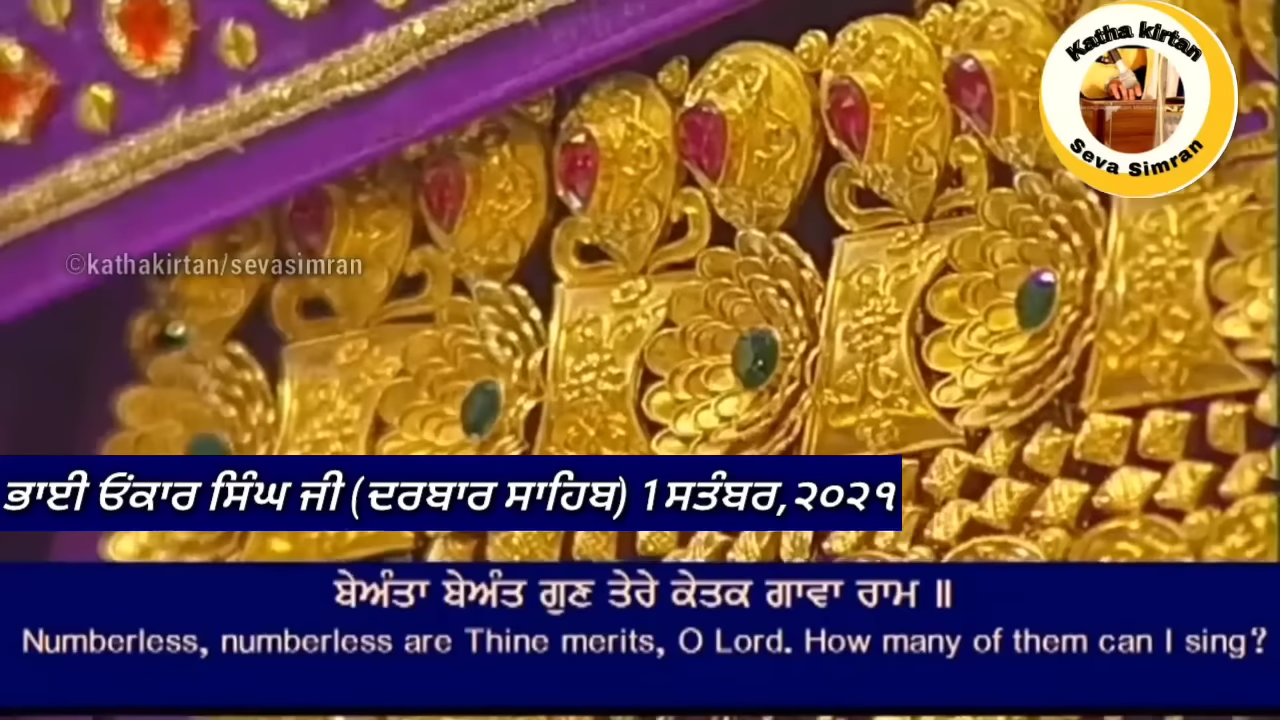 Katha kirtan
Seva Simran
©kathakirtan/sevasimran
ਭਾਈ ਓਂਕਾਰ ਸਿੰਘ ਜੀ (ਦਰਬਾਰ ਸਾਹਿਬ) 1 ਸਤੰਬਰ,੨੦੨੧
ਬੇਅੰਤਾ ਬੇਅੰਤ ਗੁਣ ਤੇਰੇ ਕੇਤਕ ਗਾਵਾ ਰਾਮ ॥
Numberless, numberless are Thine merits, O Lord. How many of them can I sing?